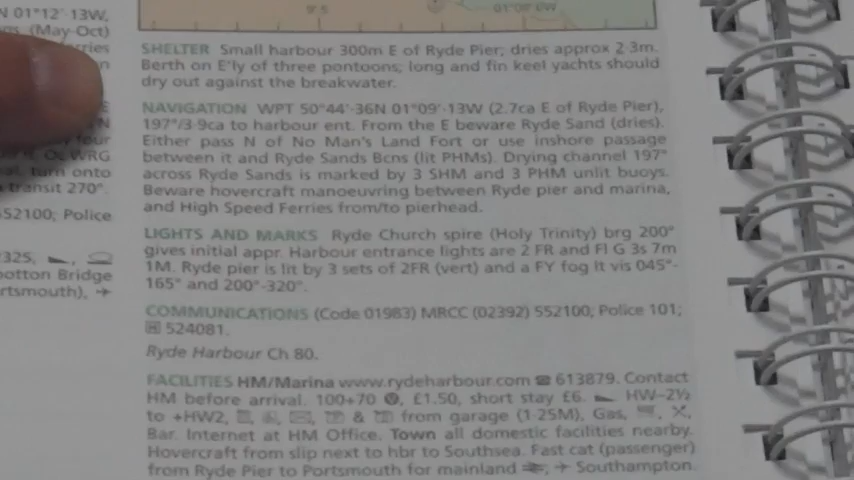 N 01°12'·13W,
(May-Oct)
9'·5
01°09'·0W
SHELTER Small harbour 300m E of Ryde Pier; dries approx 2·3m.
Berth on E'ly of three pontoons; long and fin keel yachts should
dry out against the breakwater.
NAVIGATION WPT 50°44'·36N 01°09'·13W (2.7ca E of Ryde Pier),
197°/3·9ca to harbour ent. From the E beware Ryde Sand (dries).
Either pass N of No Man's Land Fort or use inshore passage
between it and Ryde Sands Bcns (lit PHMs). Drying channel 197°
across Ryde Sands is marked by 3 SHM and 3 PHM unlit buoys.
Beware hovercraft manoeuvring between Ryde pier and marina,
and High Speed Ferries from/to pierhead.
WRG
turn onto
transit 270°.
552100; Police
LIGHTS AND MARKS Ryde Church spire (Holy Trinity) brg 200°
gives initial appr. Harbour entrance lights are 2 FR and Fl G 3s 7m
1M. Ryde pier is lit by 3 sets of 2FR (vert) and a FY fog lt vis 045°-
165° and 200°-320°.
325,
Bridge
COMMUNICATIONS (Code 01983) MRCC (02392) 552100; Police 101;
524081.
Ryde Harbour Ch 80.
FACILITIES HM/Marina www.rydeharbour.com ☎ 613879. Contact
HM before arrival. 100+70 Ⓥ, £1.50, short stay £6. HW-2½
to +HW2, & from garage (1·25M), Gas,
Bar. Internet at HM Office. Town all domestic facilities nearby.
Hovercraft from slip next to hbr to Southsea. Fast cat (passenger)
from Ryde Pier to Portsmouth for mainland ⇌; ✈ Southampton.